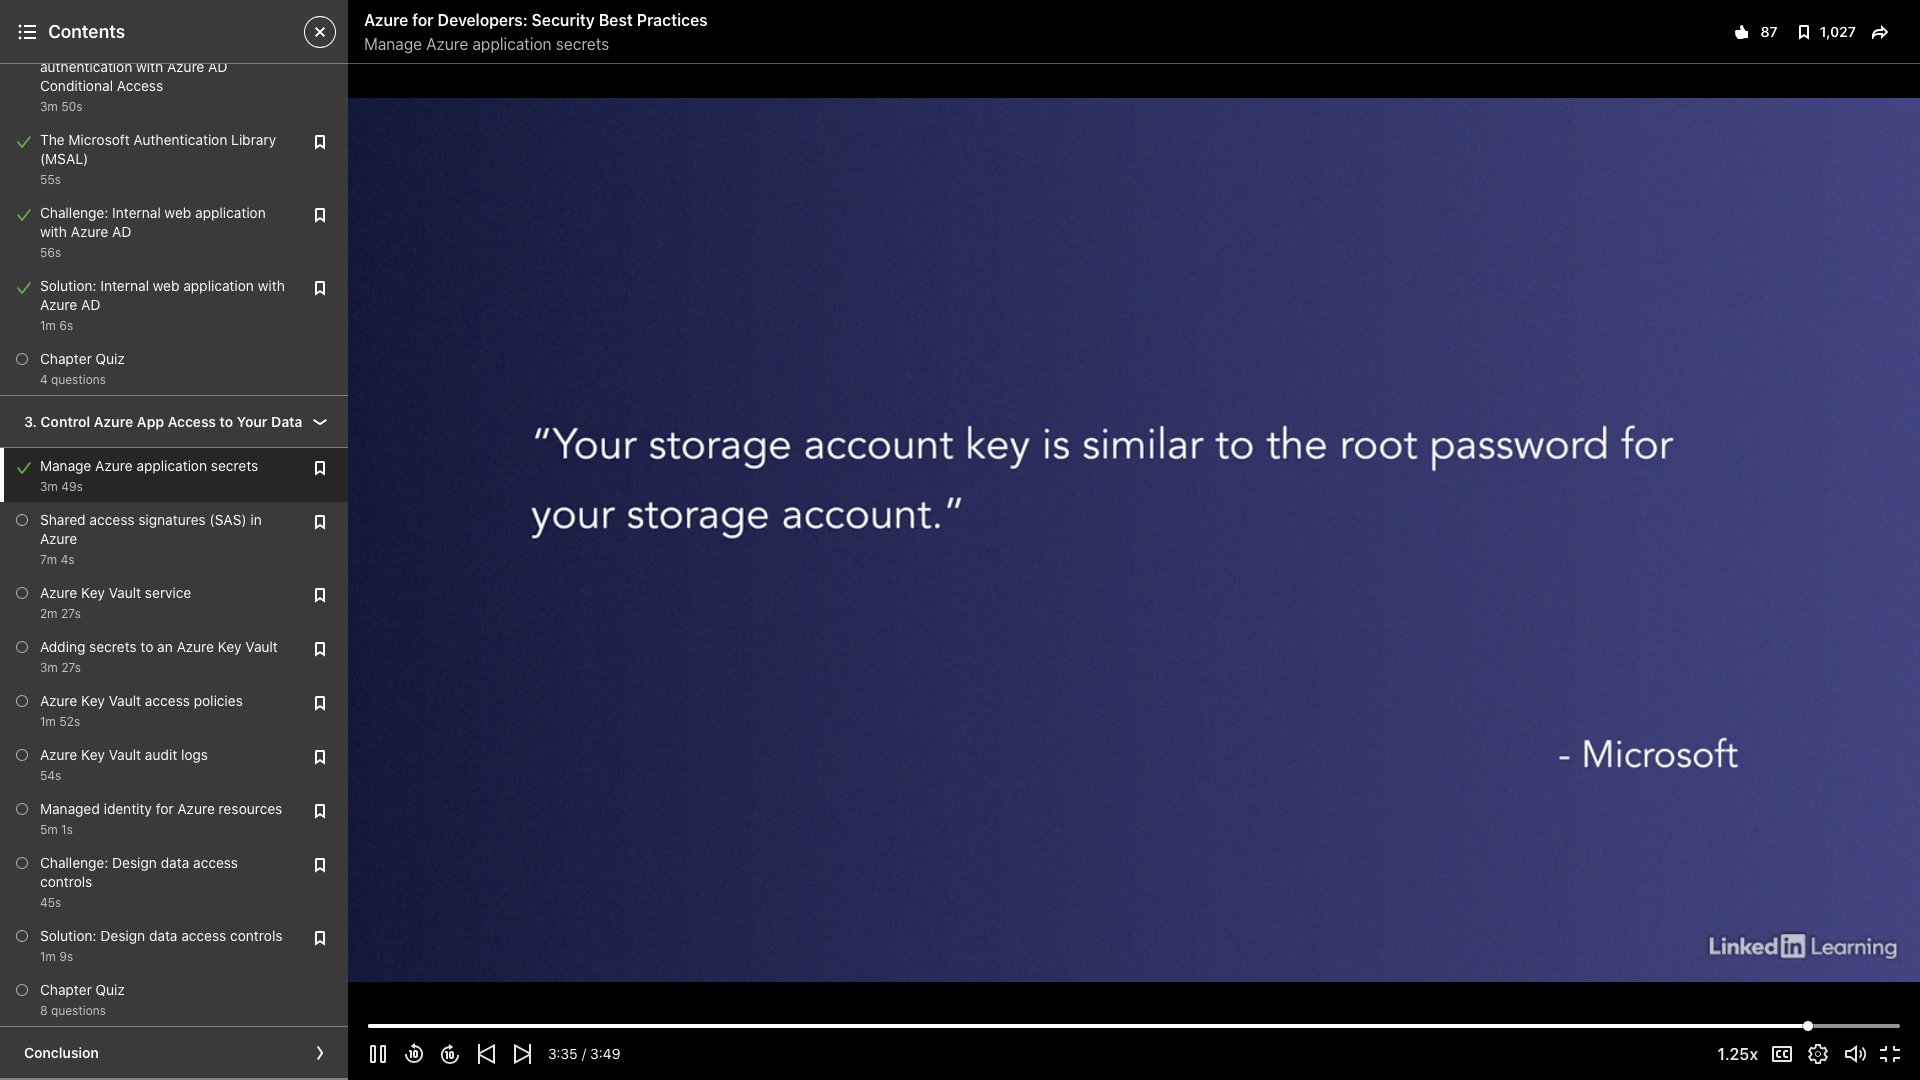 Contents
authentication with Azure AD
Conditional Access
3m 50s
The Microsoft Authentication Library
(MSAL)
55s
Challenge: Internal web application
with Azure AD
56s
Solution: Internal web application with
Azure AD
1m 6s
Chapter Quiz
4 questions
3. Control Azure App Access to Your Data
Manage Azure application secrets
3m 49s
Shared access signatures (SAS) in
Azure
7m 4s
Azure Key Vault service
2m 27s
Adding secrets to an Azure Key Vault
3m 27s
Azure Key Vault access policies
1m 52s
Azure Key Vault audit logs
54s
Managed identity for Azure resources
5m 1s
Challenge: Design data access
controls
45s
Solution: Design data access controls
1m 9s
Chapter Quiz
8 questions
Conclusion
Azure for Developers: Security Best Practices
Manage Azure application secrets
87
1,027
“Your storage account key is similar to the root password for
your storage account.”
- Microsoft
Linked in Learning
10
10
3:35 / 3:49
1.25x
CC